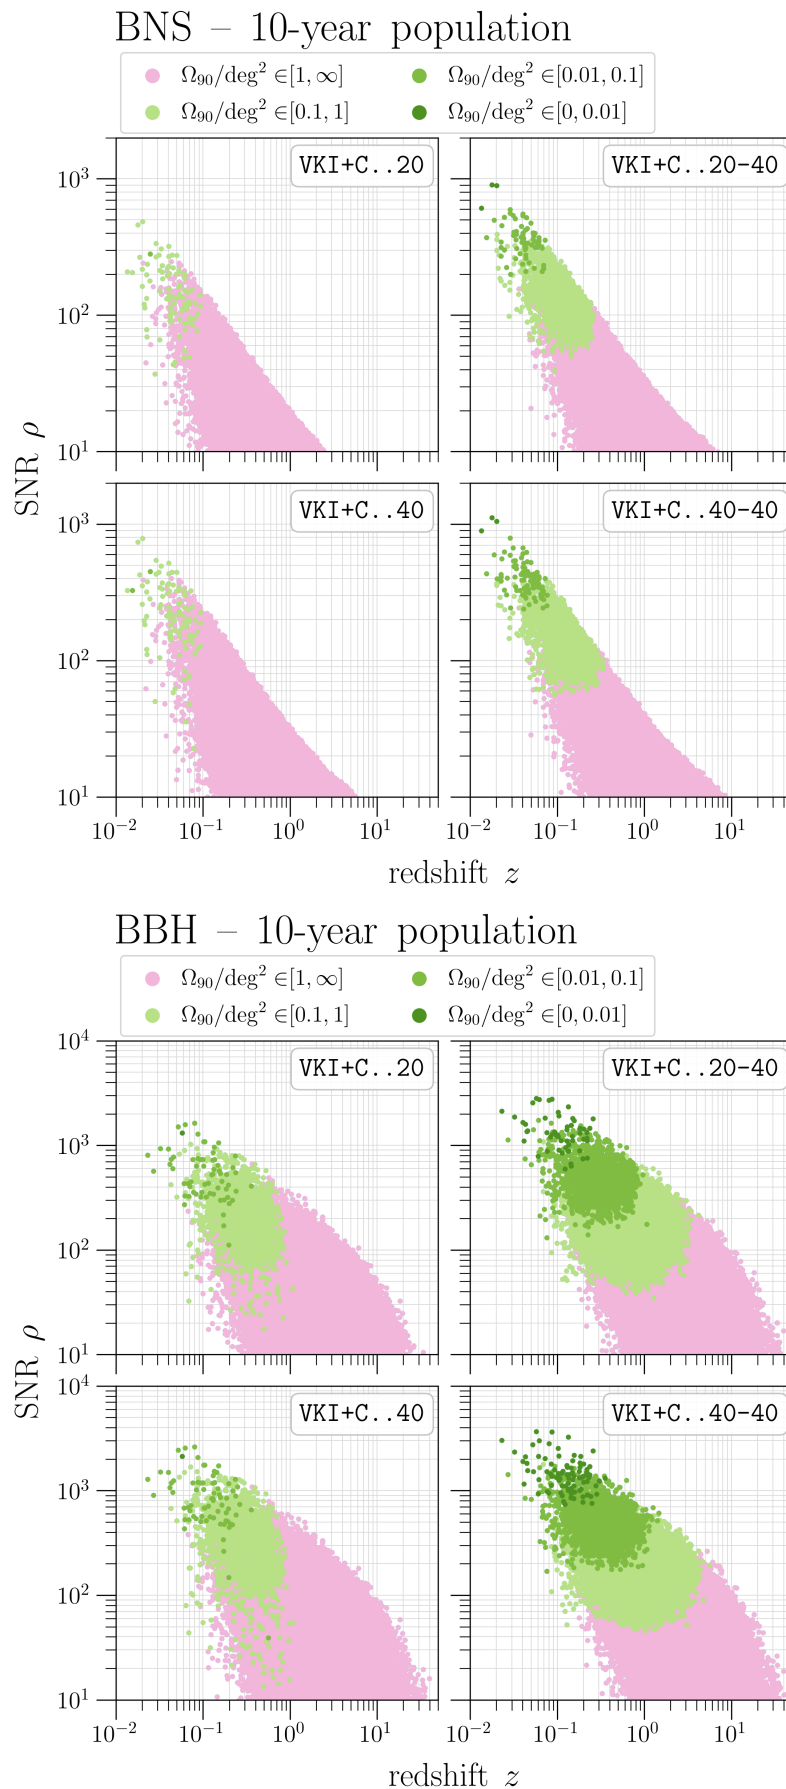 BNS – 10-year population
Ω₉₀/deg² ∈[1, ∞]
Ω₉₀/deg² ∈[0.01, 0.1]
Ω₉₀/deg² ∈[0.1, 1]
Ω₉₀/deg² ∈[0, 0.01]
VKI+C..20
VKI+C..20-40
10³
10²
10¹
SNR ρ
VKI+C..40
VKI+C..40-40
10³
10²
10¹
10⁻² 10⁻¹ 10⁰ 10¹ 10⁻² 10⁻¹ 10⁰ 10¹
redshift z
BBH – 10-year population
Ω₉₀/deg² ∈[1, ∞]
Ω₉₀/deg² ∈[0.01, 0.1]
Ω₉₀/deg² ∈[0.1, 1]
Ω₉₀/deg² ∈[0, 0.01]
10⁴
VKI+C..20
VKI+C..20-40
10³
10²
10¹
SNR ρ
10⁴
VKI+C..40
VKI+C..40-40
10³
10²
10¹
10⁻² 10⁻¹ 10⁰ 10¹ 10⁻² 10⁻¹ 10⁰ 10¹
redshift z